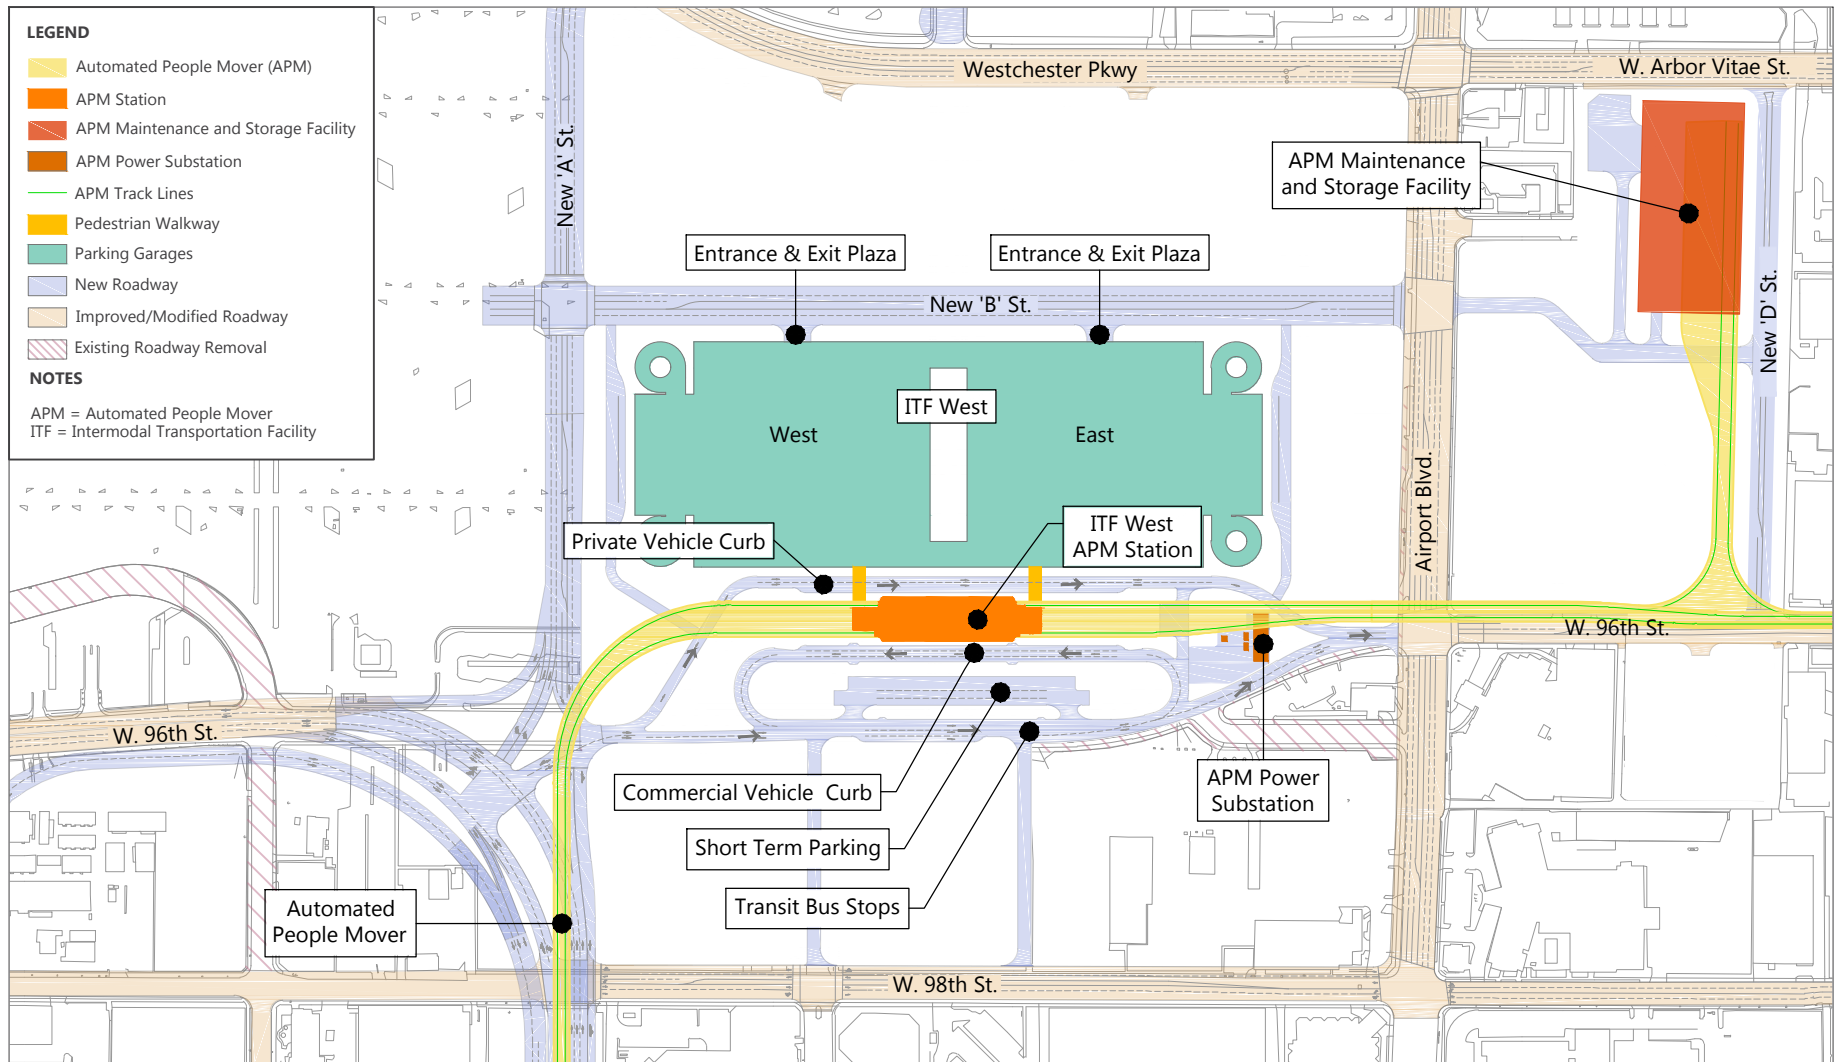 LEGEND
Automated People Mover (APM)
APM Station
APM Maintenance and Storage Facility
APM Power Substation
APM Track Lines
Pedestrian Walkway
Parking Garages
New Roadway
Improved/Modified Roadway
Existing Roadway Removal
NOTES
APM = Automated People Mover
ITF = Intermodal Transportation Facility
Westchester Pkwy
W. Arbor Vitae St.
New 'A' St.
APM Maintenance
and Storage Facility
Entrance & Exit Plaza
Entrance & Exit Plaza
New 'B' St.
New 'D' St.
ITF West
West
East
Airport Blvd.
Private Vehicle Curb
ITF West
APM Station
W. 96th St.
W. 96th St.
Commercial Vehicle Curb
APM Power
Substation
Short Term Parking
Transit Bus Stops
Automated
People Mover
W. 98th St.